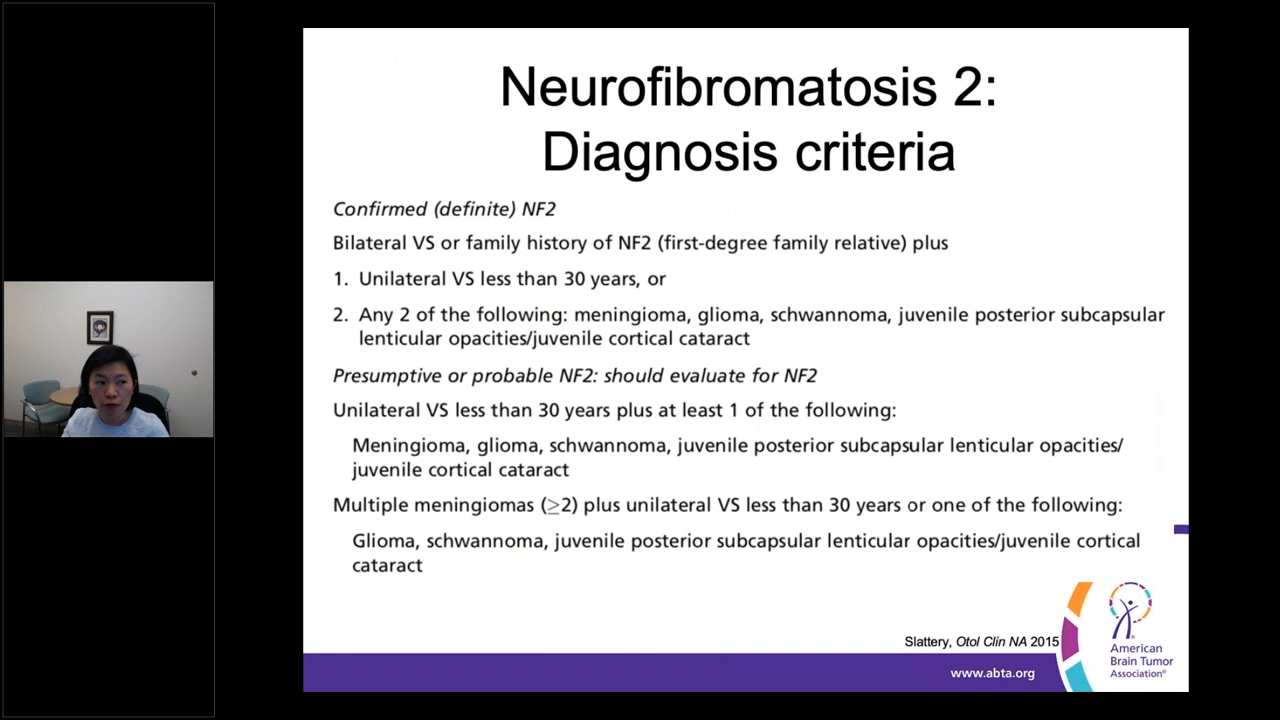 Neurofibromatosis 2:
Diagnosis criteria
Confirmed (definite) NF2
Bilateral VS or family history of NF2 (first-degree family relative) plus
1. Unilateral VS less than 30 years, or
2. Any 2 of the following: meningioma, glioma, schwannoma, juvenile posterior subcapsular
lenticular opacities/juvenile cortical cataract
Presumptive or probable NF2: should evaluate for NF2
Unilateral VS less than 30 years plus at least 1 of the following:
Meningioma, glioma, schwannoma, juvenile posterior subcapsular lenticular opacities/
juvenile cortical cataract
Multiple meningiomas (≥2) plus unilateral VS less than 30 years or one of the following:
Glioma, schwannoma, juvenile posterior subcapsular lenticular opacities/juvenile cortical
cataract
Slattery, Otol Clin NA 2015
www.abta.org
American
Brain Tumor
Association®